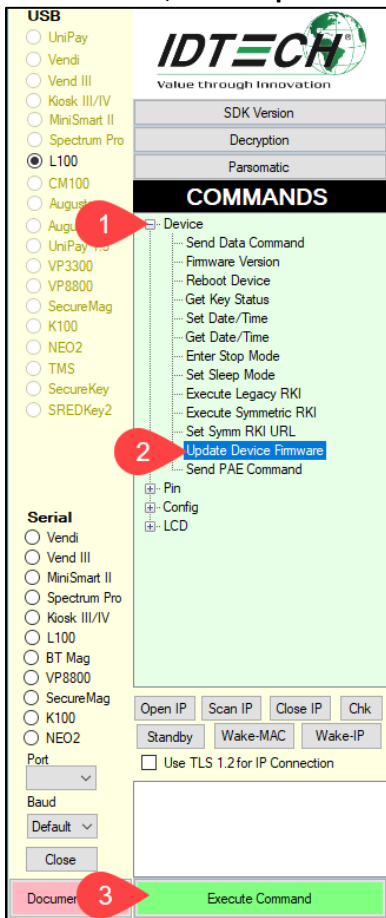 USB
UniPay
Vendi
Vend III
Kiosk III/IV
MiniSmart II
Spectrum Pro
L100
CM100
Augusta
UniPay 1.5
VP3300
VP8800
SecureMag
K100
NEO2
TMS
SecureKey
SREDKey2
Serial
Vendi
Vend III
MiniSmart II
Spectrum Pro
Kiosk III/IV
L100
BT Mag
VP8800
SecureMag
K100
NEO2
Port
Baud
Default
Close
IDTECH®
Value through Innovation
SDK Version
Decryption
Parsomatic
COMMANDS
1
Device
Send Data Command
Firmware Version
Reboot Device
Get Key Status
Set Date/Time
Get Date/Time
Enter Stop Mode
Set Sleep Mode
Execute Legacy RKI
Execute Symmetric RKI
Set Symm RKI URL
2
Update Device Firmware
Send PAE Command
Pin
Config
LCD
Open IP Scan IP Close IP Chk
Standby Wake-MAC Wake-IP
Use TLS 1.2 for IP Connection
3
Execute Command